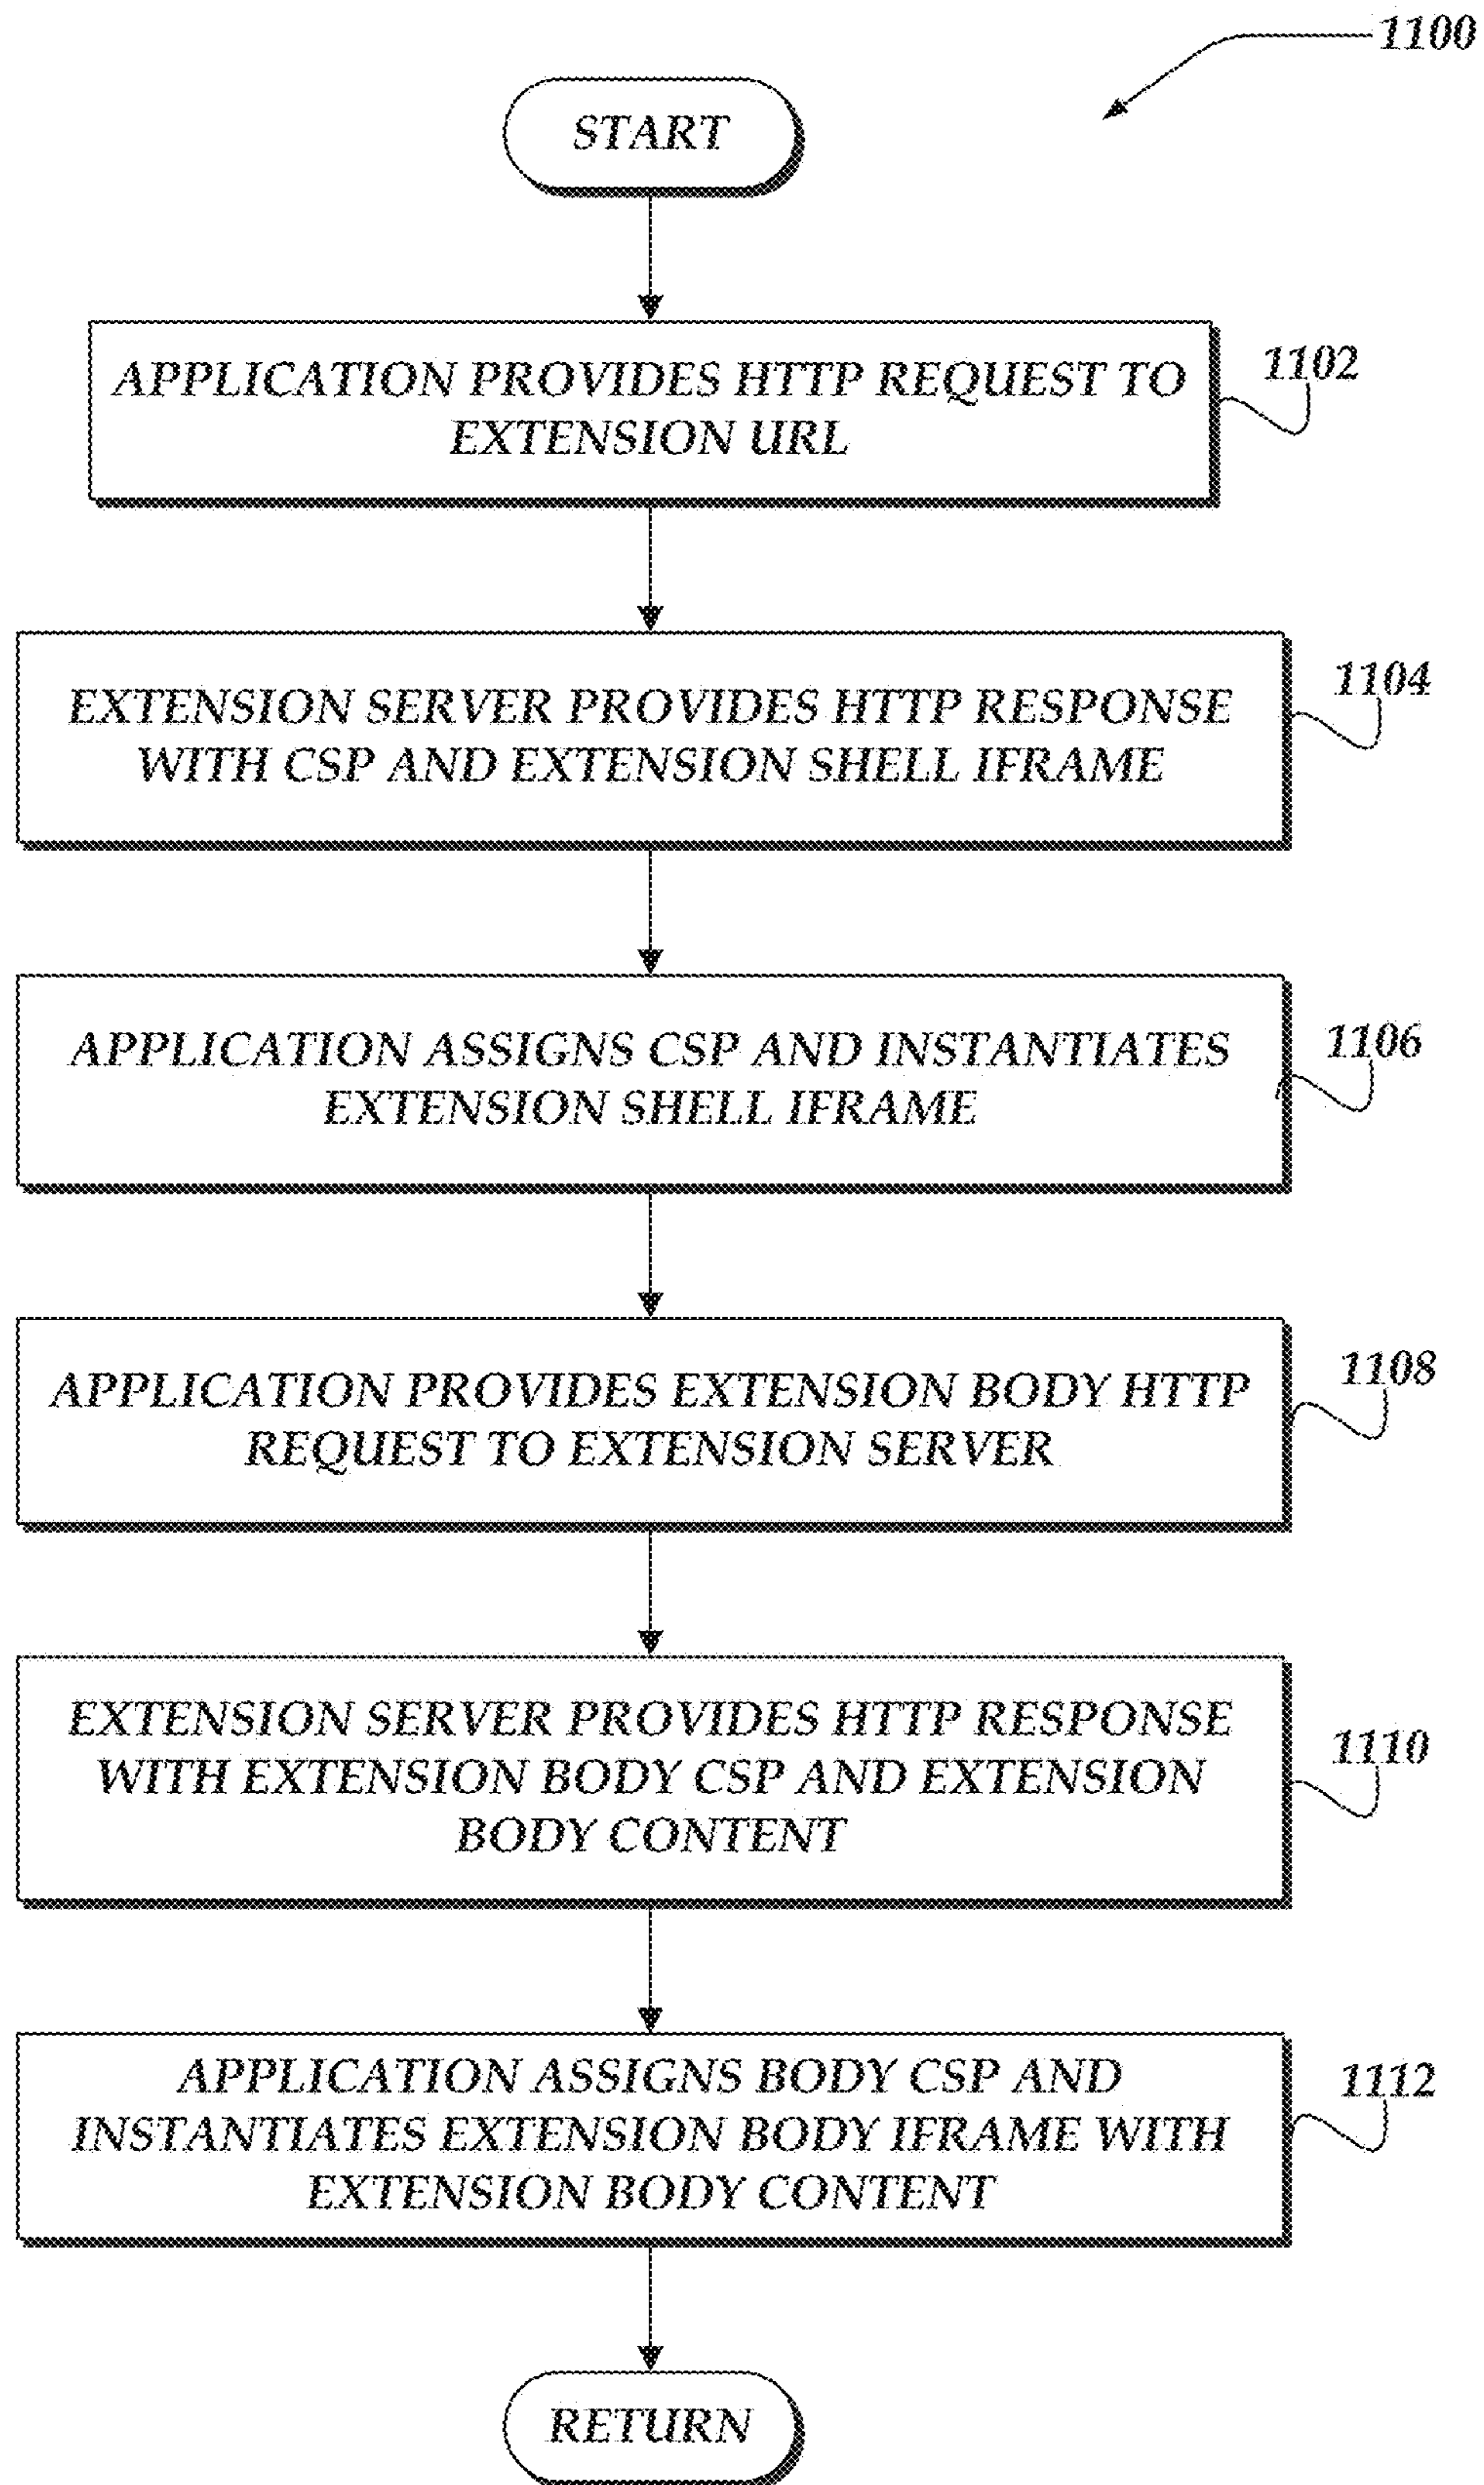 1100
START
APPLICATION PROVIDES HTTP REQUEST TO
EXTENSION URL
1102
EXTENSION SERVER PROVIDES HTTP RESPONSE
WITH CSP AND EXTENSION SHELL IFRAME
1104
APPLICATION ASSIGNS CSP AND INSTANTIATES
EXTENSION SHELL IFRAME
1106
APPLICATION PROVIDES EXTENSION BODY HTTP
REQUEST TO EXTENSION SERVER
1108
EXTENSION SERVER PROVIDES HTTP RESPONSE
WITH EXTENSION BODY CSP AND EXTENSION
BODY CONTENT
1110
APPLICATION ASSIGNS BODY CSP AND
INSTANTIATES EXTENSION BODY IFRAME WITH
EXTENSION BODY CONTENT
1112
RETURN